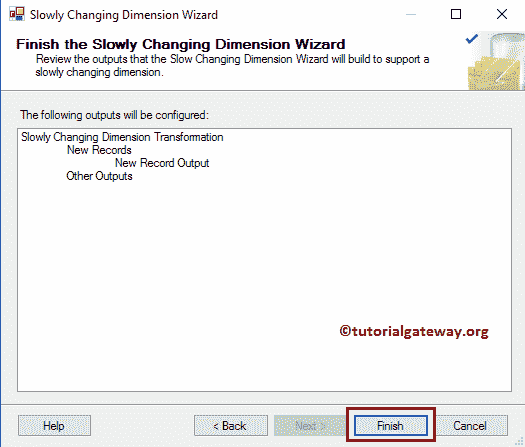 Slowly Changing Dimension Wizard
Finish the Slowly Changing Dimension Wizard
Review the outputs that the Slow Changing Dimension Wizard will build to support a
slowly changing dimension.
The following outputs will be configured:
Slowly Changing Dimension Transformation
New Records
New Record Output
Other Outputs
©tutorialgateway.org
Help
< Back
Next >
Finish
Cancel